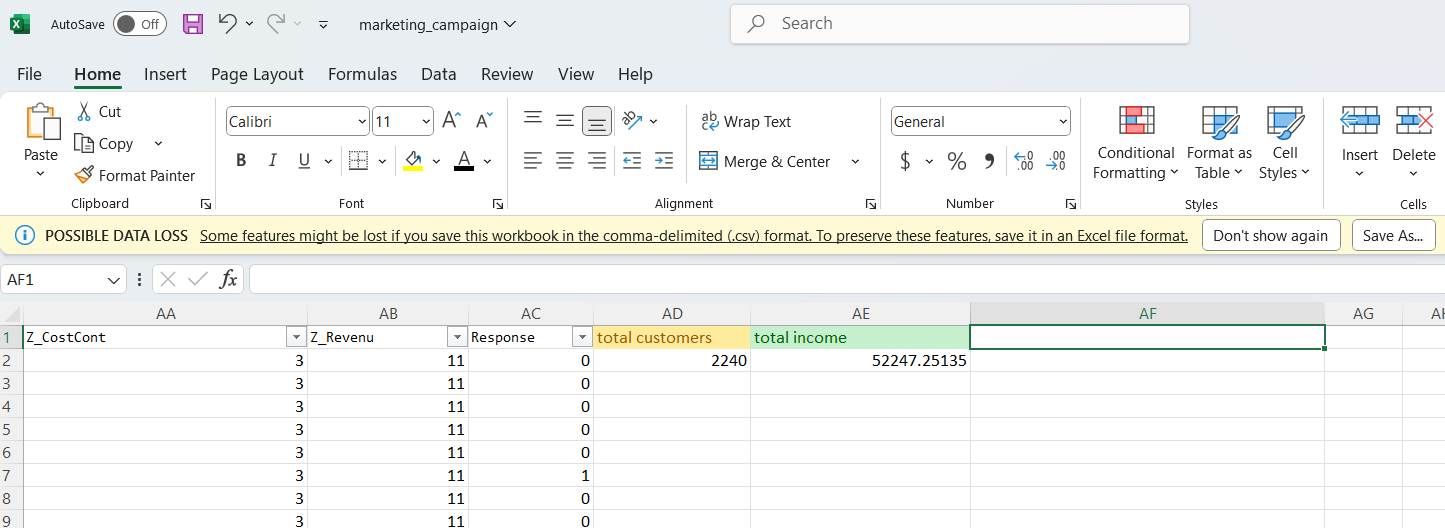 AutoSave Off marketing_campaign Search
File Home Insert Page Layout Formulas Data Review View Help
Paste Cut Copy Format Painter
Clipboard
Calibri 11
B I U A
Font
ab Wrap Text
Merge & Center
Alignment
General
$ % 9 .00
Number
Conditional Formatting Format as Table Cell Styles
Styles
Insert Delete
Cells
POSSIBLE DATA LOSS Some features might be lost if you save this workbook in the comma-delimited (.csv) format. To preserve these features, save it in an Excel file format. Don't show again Save As...
AF1 fx
AA AB AC AD AE AF AG AH
1 Z_CostCont Z_Revenu Response total customers total income
2 3 11 0 2240 52247.25135
3 3 11 0
4 3 11 0
5 3 11 0
6 3 11 0
7 3 11 1
8 3 11 0
9 3 11 0